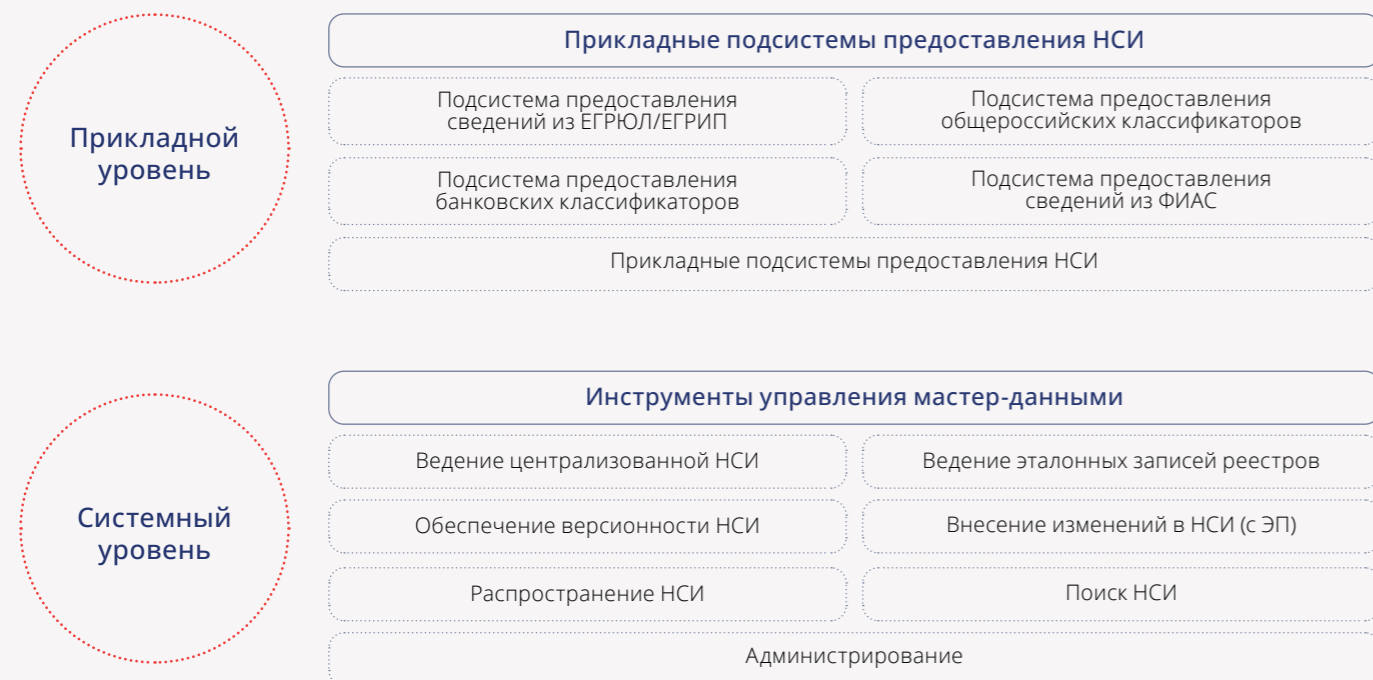 Прикладной
уровень
Прикладные подсистемы предоставления НСИ
Подсистема предоставления
сведений из ЕГРЮЛ/ЕГРИП
Подсистема предоставления
общероссийских классификаторов
Подсистема предоставления
банковских классификаторов
Подсистема предоставления
сведений из ФИАС
Прикладные подсистемы предоставления НСИ
Системный
уровень
Инструменты управления мастер-данными
Ведение централизованной НСИ
Ведение эталонных записей реестров
Обеспечение версионности НСИ
Внесение изменений в НСИ (с ЭП)
Распространение НСИ
Поиск НСИ
Администрирование